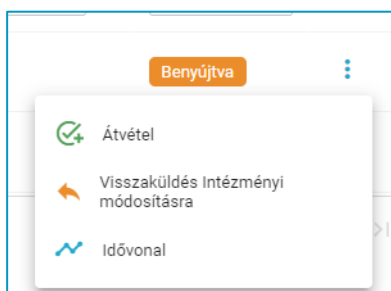 Benyújtva
Átvétel
Visszaküldés Intézményi
módosításra
Idővonal